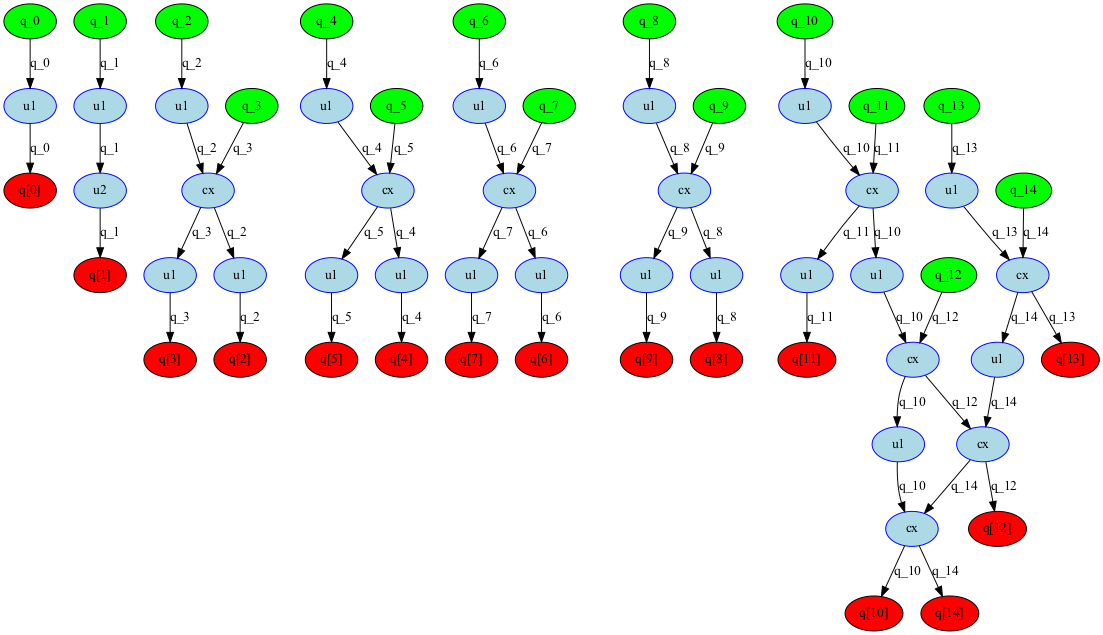 q_0 q_1 q_2 q_4 q_6 q_8 q_10
q_0 q_1 q_2 q_4 q_6 q_8 q_10
u1 u1 u1 q_3 u1 q_5 u1 q_7 u1 q_9 u1 q_11 q_13
q_0 q_1 q_2 q_3 q_4 q_5 q_6 q_7 q_8 q_9 q_10 q_11 q_13
q[0] u2 cx cx cx cx cx u1 q_14
q_1 q_3 q_2 q_5 q_4 q_7 q_6 q_9 q_8 q_11 q_10 q_13 q_14
q[1] u1 u1 u1 u1 u1 u1 u1 u1 u1 u1 q_12 cx
q_3 q_2 q_5 q_4 q_7 q_6 q_9 q_8 q_11 q_10 q_12 q_14 q_13
q[3] q[2] q[5] q[4] q[7] q[6] q[9] q[8] q[11] cx u1 q[13]
q_10 q_12 q_14
u1 cx
q_10 q_14 q_12
cx q[12]
q_10 q_14
q[10] q[14]